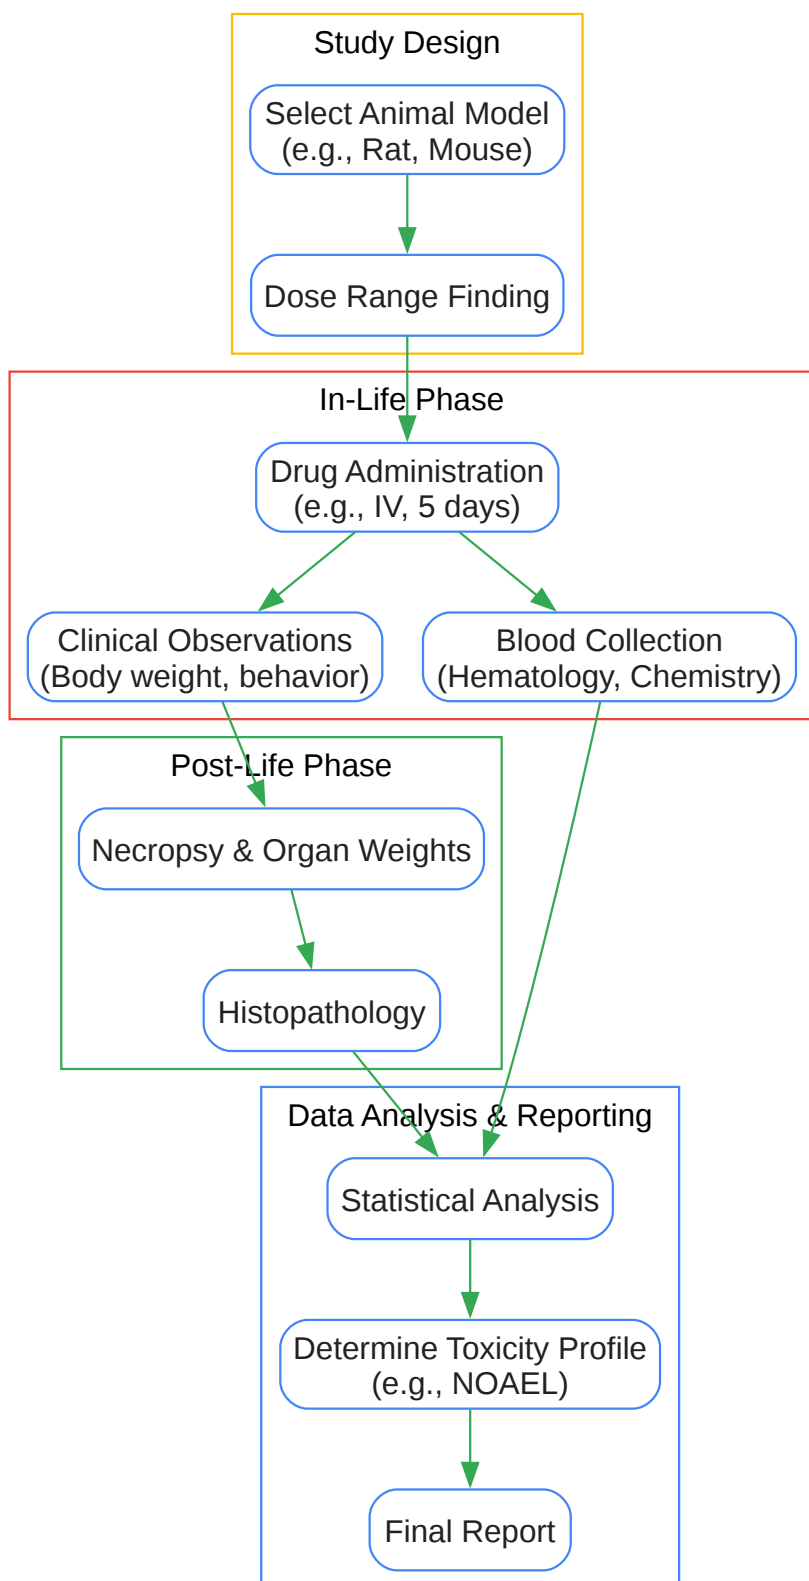 Study Design
Select Animal Model
(e.g., Rat, Mouse)
Dose Range Finding
In-Life Phase
Drug Administration
(e.g., IV, 5 days)
Clinical Observations
(Body weight, behavior)
Blood Collection
(Hematology, Chemistry)
Post-Life Phase
Necropsy & Organ Weights
Histopathology
Data Analysis & Reporting
Statistical Analysis
Determine Toxicity Profile
(e.g., NOAEL)
Final Report